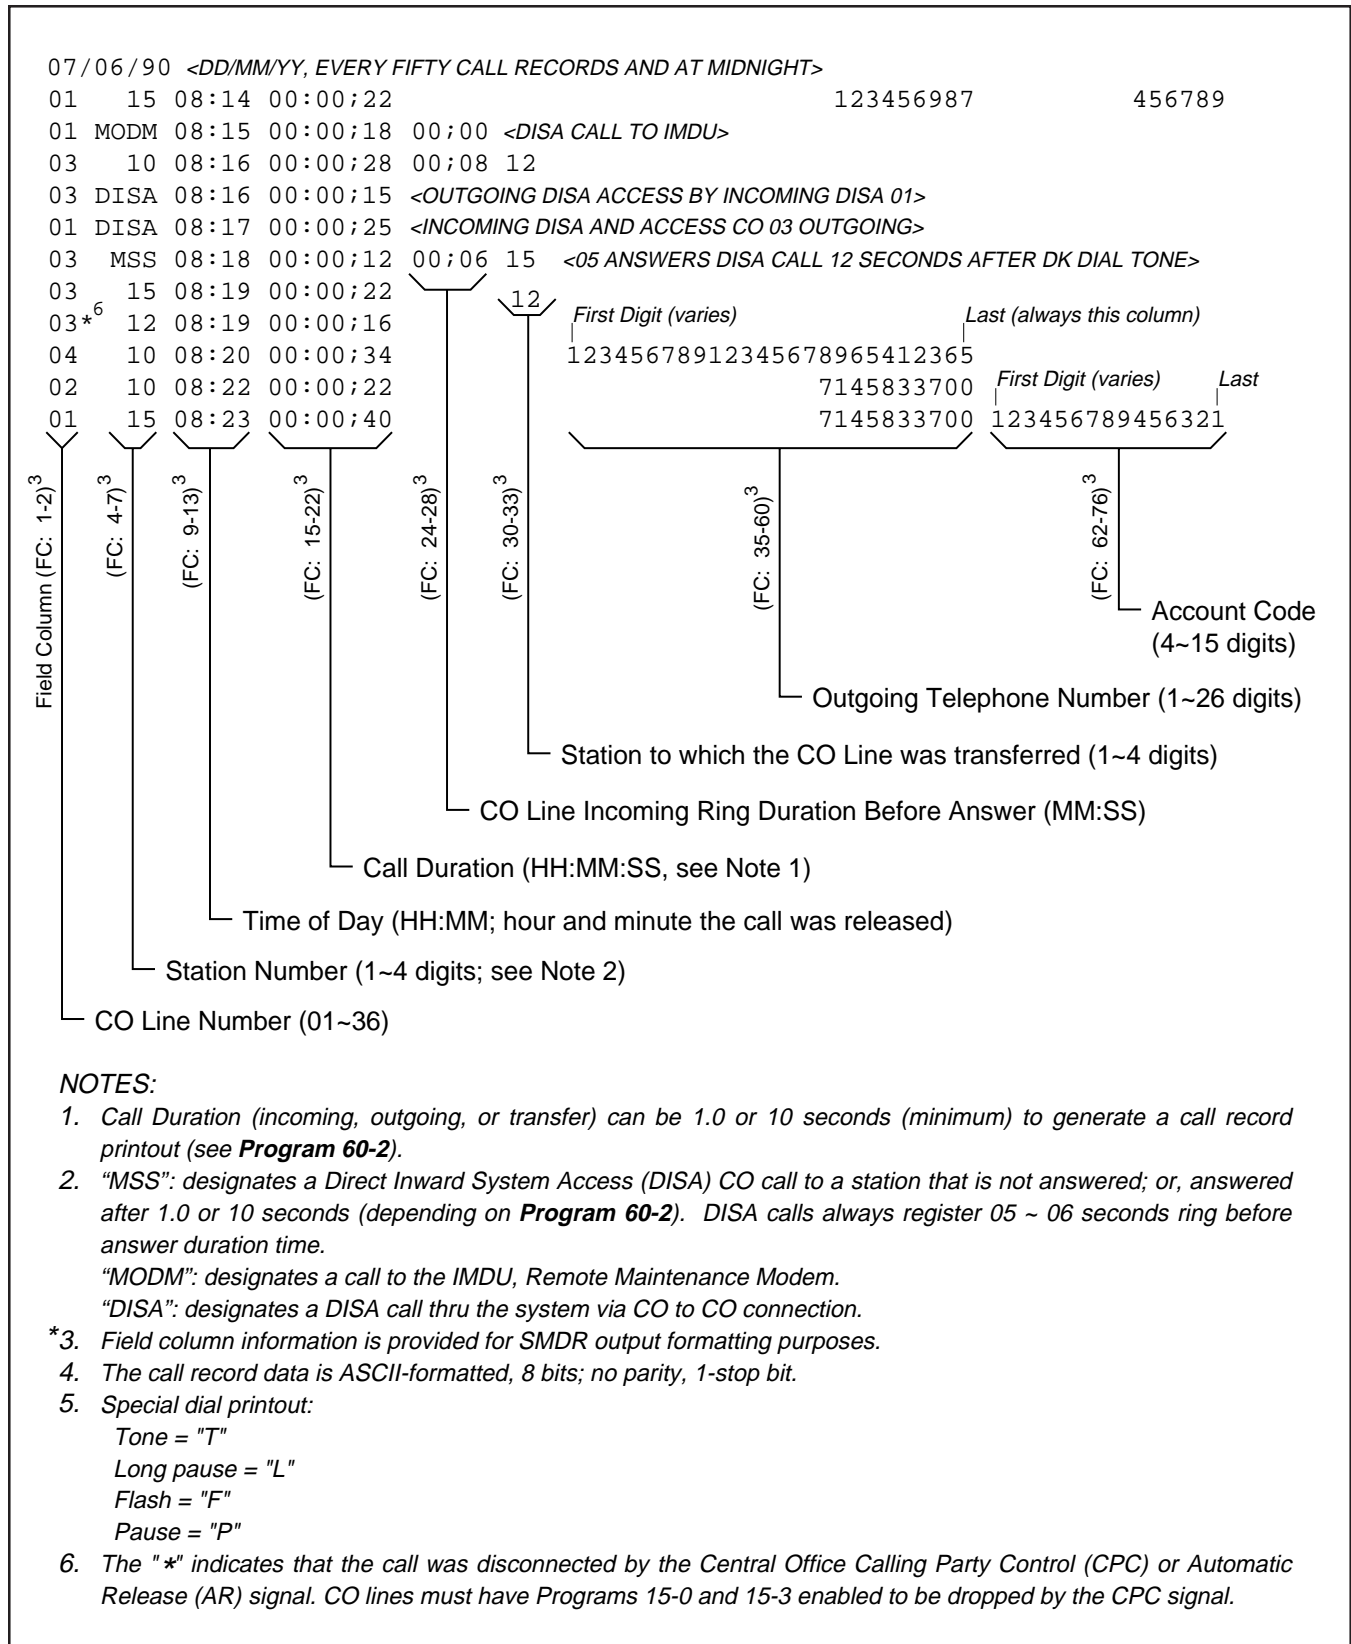 07/06/90 <DD/MM/YY, EVERY FIFTY CALL RECORDS AND AT MIDNIGHT>
01 15 08:14 00:00;22 123456987 456789
01 MODM 08:15 00:00;18 00;00 <DISA CALL TO IMDU>
03 10 08:16 00:00;28 00;08 12
03 DISA 08:16 00:00;15 <OUTGOING DISA ACCESS BY INCOMING DISA 01>
01 DISA 08:17 00:00;25 <INCOMING DISA AND ACCESS CO 03 OUTGOING>
03 MSS 08:18 00:00;12 00;06 15 <05 ANSWERS DISA CALL 12 SECONDS AFTER DK DIAL TONE>
03 15 08:19 00:00;22 12
03*6 12 08:19 00:00;16 First Digit (varies) Last (always this column)
04 10 08:20 00:00;34 12345678912345678965412365
02 10 08:22 00:00;22 7145833700 First Digit (varies) Last
01 15 08:23 00:00;40 7145833700 123456789456321
Field Column (FC: 1-2)3
(FC: 4-7)3
(FC: 9-13)3
(FC: 15-22)3
(FC: 24-28)3
(FC: 30-33)3
(FC: 35-60)3
(FC: 62-76)3
Account Code
(4~15 digits)
Outgoing Telephone Number (1~26 digits)
Station to which the CO Line was transferred (1~4 digits)
CO Line Incoming Ring Duration Before Answer (MM:SS)
Call Duration (HH:MM:SS, see Note 1)
Time of Day (HH:MM; hour and minute the call was released)
Station Number (1~4 digits; see Note 2)
CO Line Number (01~36)
NOTES:
1. Call Duration (incoming, outgoing, or transfer) can be 1.0 or 10 seconds (minimum) to generate a call record
printout (see Program 60-2).
2. “MSS”: designates a Direct Inward System Access (DISA) CO call to a station that is not answered; or, answered
after 1.0 or 10 seconds (depending on Program 60-2). DISA calls always register 05 ~ 06 seconds ring before
answer duration time.
“MODM”: designates a call to the IMDU, Remote Maintenance Modem.
“DISA”: designates a DISA call thru the system via CO to CO connection.
*3. Field column information is provided for SMDR output formatting purposes.
4. The call record data is ASCII-formatted, 8 bits; no parity, 1-stop bit.
5. Special dial printout:
Tone = "T"
Long pause = "L"
Flash = "F"
Pause = "P"
6. The "*" indicates that the call was disconnected by the Central Office Calling Party Control (CPC) or Automatic
Release (AR) signal. CO lines must have Programs 15-0 and 15-3 enabled to be dropped by the CPC signal.